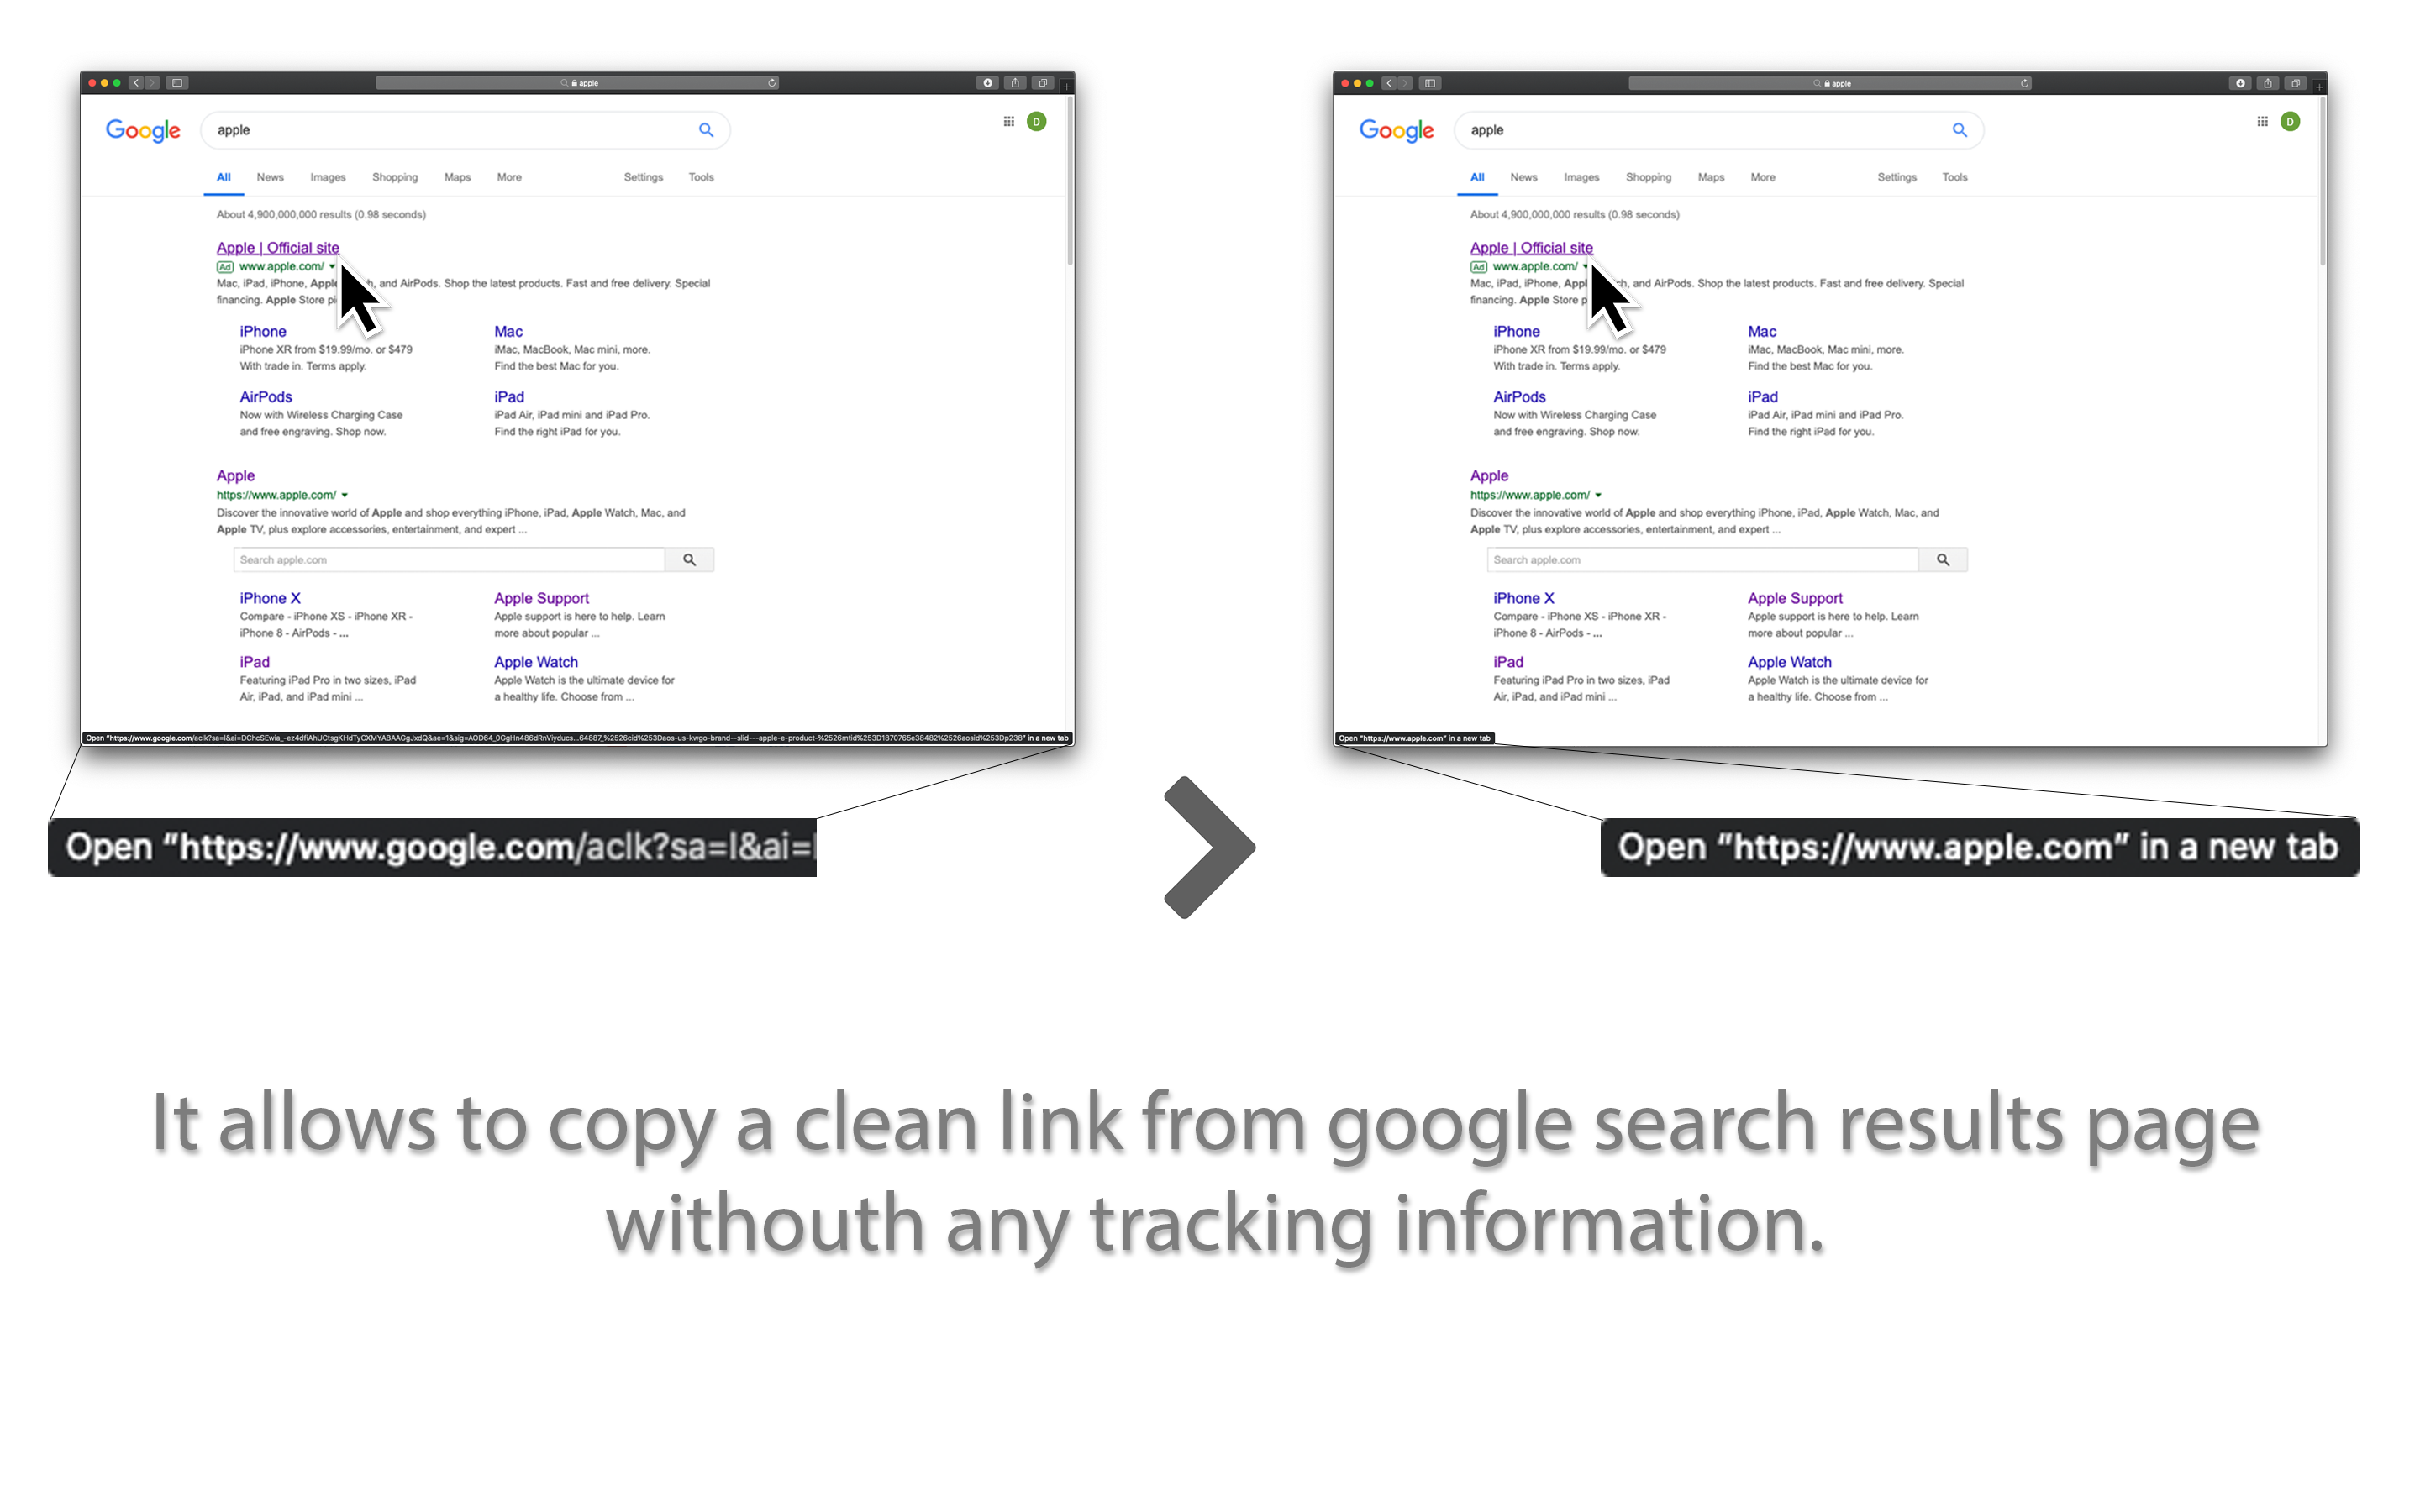 apple
Google
apple
D
All News Images Shopping Maps More Settings Tools
About 4,900,000,000 results (0.98 seconds)
Apple | Official site
Ad www.apple.com/
Mac, iPad, iPhone, Apple h, and AirPods. Shop the latest products. Fast and free delivery. Special
financing. Apple Store
iPhone
iPhone XR from $19.99/mo. or $479
With trade in. Terms apply.
Mac
iMac, MacBook, Mac mini, more.
Find the best Mac for you.
AirPods
Now with Wireless Charging Case
and free engraving. Shop now.
iPad
iPad Air, iPad mini and iPad Pro.
Find the right iPad for you.
Apple
https://www.apple.com/
Discover the innovative world of Apple and shop everything iPhone, iPad, Apple Watch, Mac, and
Apple TV, plus explore accessories, entertainment, and expert ...
Search apple.com
iPhone X
Compare - iPhone XS - iPhone XR -
iPhone 8 - AirPods - ...
Apple Support
Apple support is here to help. Learn
more about popular ...
iPad
Featuring iPad Pro in two sizes, iPad
Air, iPad, and iPad mini ...
Apple Watch
Apple Watch is the ultimate device for
a healthy life. Choose from ...
Open "https://www.google.com/aclk?sa=l&ai= in a new tab
Open "https://www.google.com/aclk?sa=l&ai=
apple
Google
apple
D
All News Images Shopping Maps More Settings Tools
About 4,900,000,000 results (0.98 seconds)
Apple | Official site
Ad www.apple.com/
Mac, iPad, iPhone, Appl ch, and AirPods. Shop the latest products. Fast and free delivery. Special
financing. Apple Store
iPhone
iPhone XR from $19.99/mo. or $479
With trade in. Terms apply.
Mac
iMac, MacBook, Mac mini, more.
Find the best Mac for you.
AirPods
Now with Wireless Charging Case
and free engraving. Shop now.
iPad
iPad Air, iPad mini and iPad Pro.
Find the right iPad for you.
Apple
https://www.apple.com/
Discover the innovative world of Apple and shop everything iPhone, iPad, Apple Watch, Mac, and
Apple TV, plus explore accessories, entertainment, and expert ...
Search apple.com
iPhone X
Compare - iPhone XS - iPhone XR -
iPhone 8 - AirPods - ...
Apple Support
Apple support is here to help. Learn
more about popular ...
iPad
Featuring iPad Pro in two sizes, iPad
Air, iPad, and iPad mini ...
Apple Watch
Apple Watch is the ultimate device for
a healthy life. Choose from ...
Open "https://www.apple.com" in a new tab
Open "https://www.apple.com" in a new tab
It allows to copy a clean link from google search results page
withouth any tracking information.